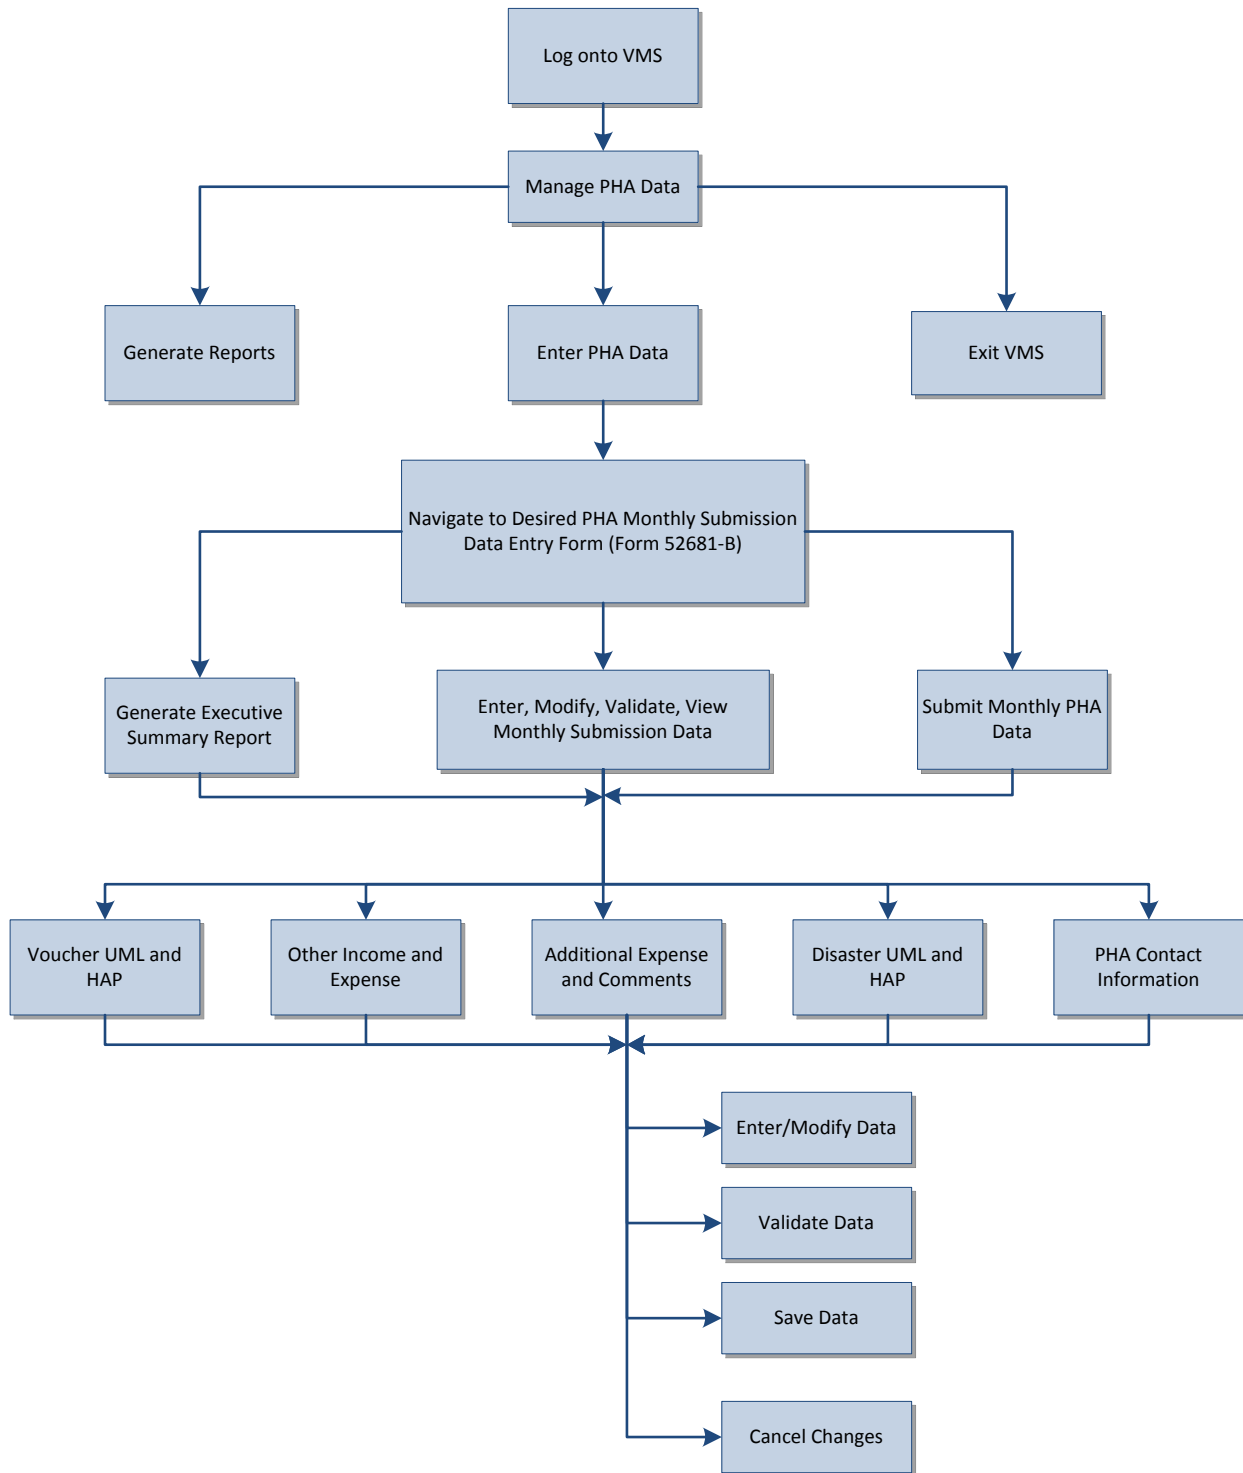 Log onto VMS
Manage PHA Data
Generate Reports
Enter PHA Data
Exit VMS
Navigate to Desired PHA Monthly Submission
Data Entry Form (Form 52681-B)
Generate Executive
Summary Report
Enter, Modify, Validate, View
Monthly Submission Data
Submit Monthly PHA
Data
Voucher UML and
HAP
Other Income and
Expense
Additional Expense
and Comments
Disaster UML and
HAP
PHA Contact
Information
Enter/Modify Data
Validate Data
Save Data
Cancel Changes